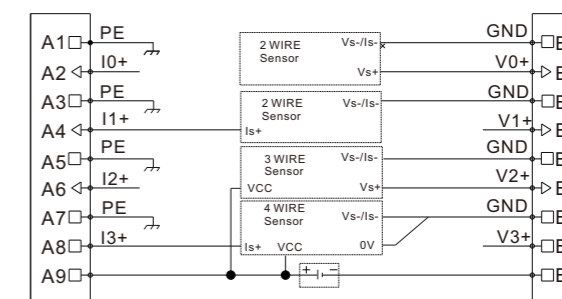 A1 PE 2 WIRE Vs-/Is- GND E
Sensor
A2 I0+ Vs+ V0+ E
A3 PE 2 WIRE Vs-/Is- GND E
Sensor
A4 I1+ Is+ V1+ E
A5 PE 3 WIRE Vs-/Is- GND E
Sensor
A6 I2+ VCC Vs+ V2+ E
A7 PE 4 WIRE Vs-/Is- GND E
Sensor
A8 I3+ Is+ VCC 0V V3+ E
A9 + − E